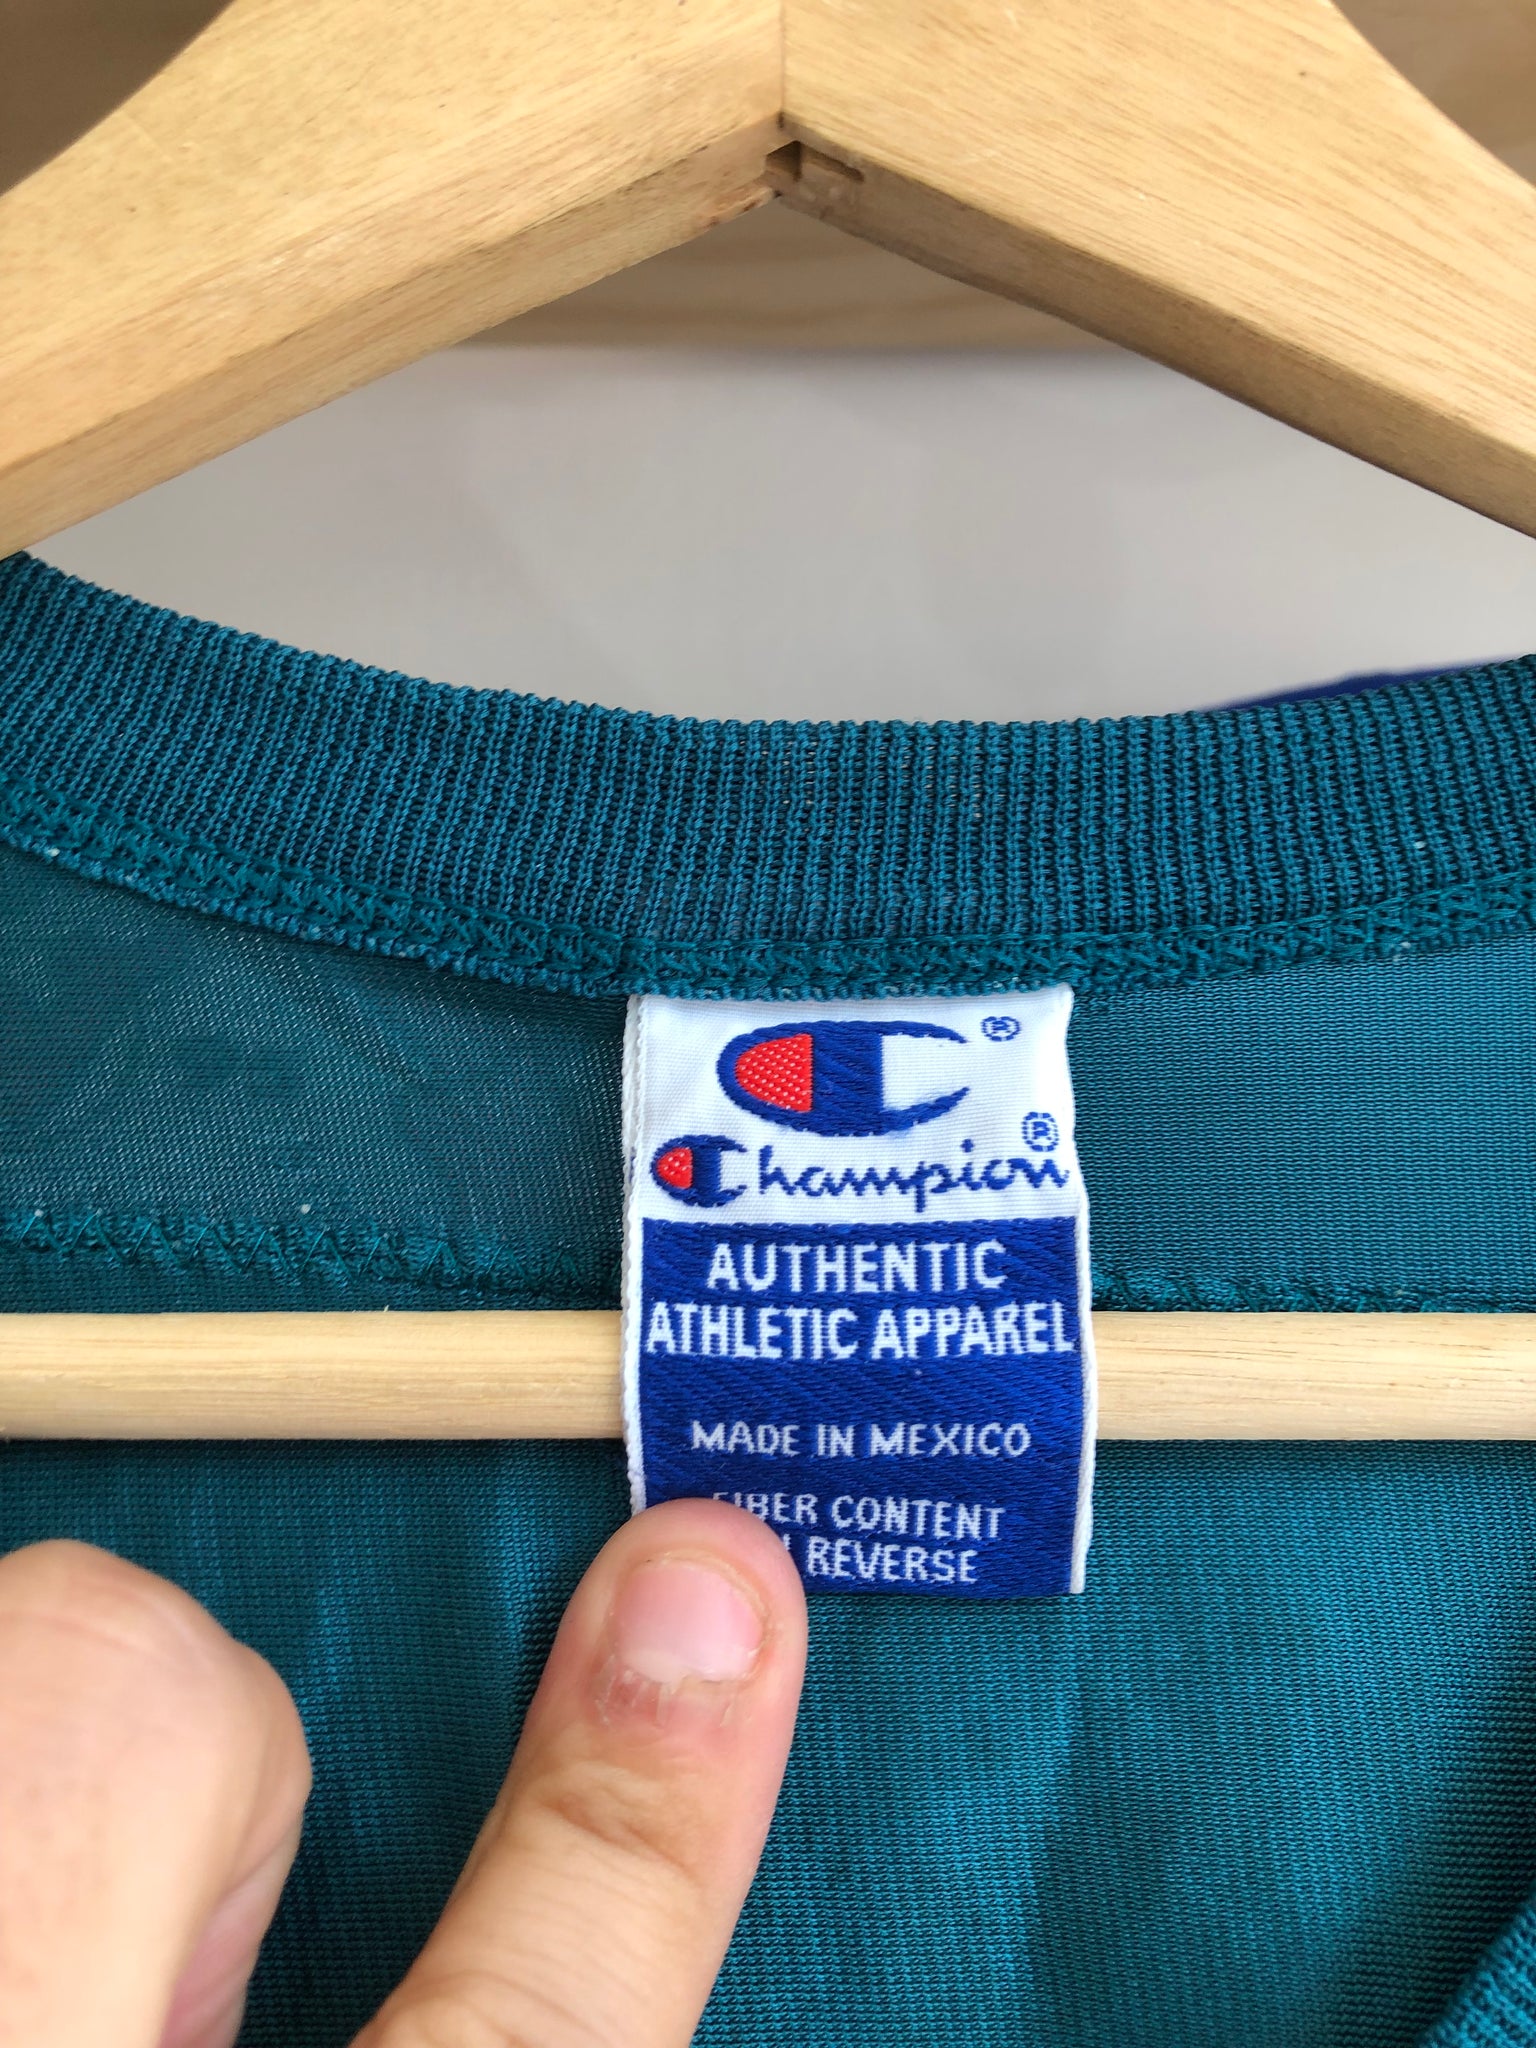 ®
Champion®
AUTHENTIC
ATHLETIC APPAREL
MADE IN MEXICO
FIBER CONTENT
REVERSE